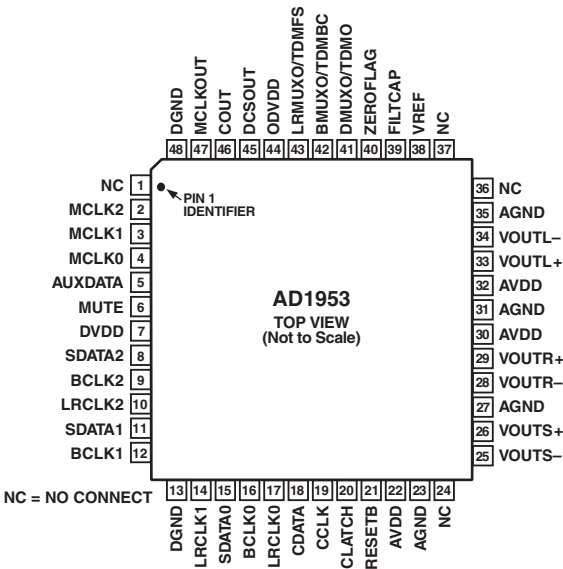 DGND
MCLKOUT
COUT
DCSOUT
ODVDD
LRMUXO/TDMFS
BMUXO/TDMBC
DMUXO/TDMO
ZEROFLAG
FILTCAP
VREF
NC
48 47 46 45 44 43 42 41 40 39 38 37
NC 1
MCLK2 2
MCLK1 3
MCLK0 4
AUXDATA 5
MUTE 6
DVDD 7
SDATA2 8
BCLK2 9
LRCLK2 10
SDATA1 11
BCLK1 12
PIN 1
IDENTIFIER
AD1953
TOP VIEW
(Not to Scale)
36 NC
35 AGND
34 VOUTL–
33 VOUTL+
32 AVDD
31 AGND
30 AVDD
29 VOUTR+
28 VOUTR–
27 AGND
26 VOUTS+
25 VOUTS–
NC = NO CONNECT
13 14 15 16 17 18 19 20 21 22 23 24
DGND
LRCLK1
SDATA0
BCLK0
LRCLK0
CDATA
CCLK
CLATCH
RESETB
AVDD
AGND
NC